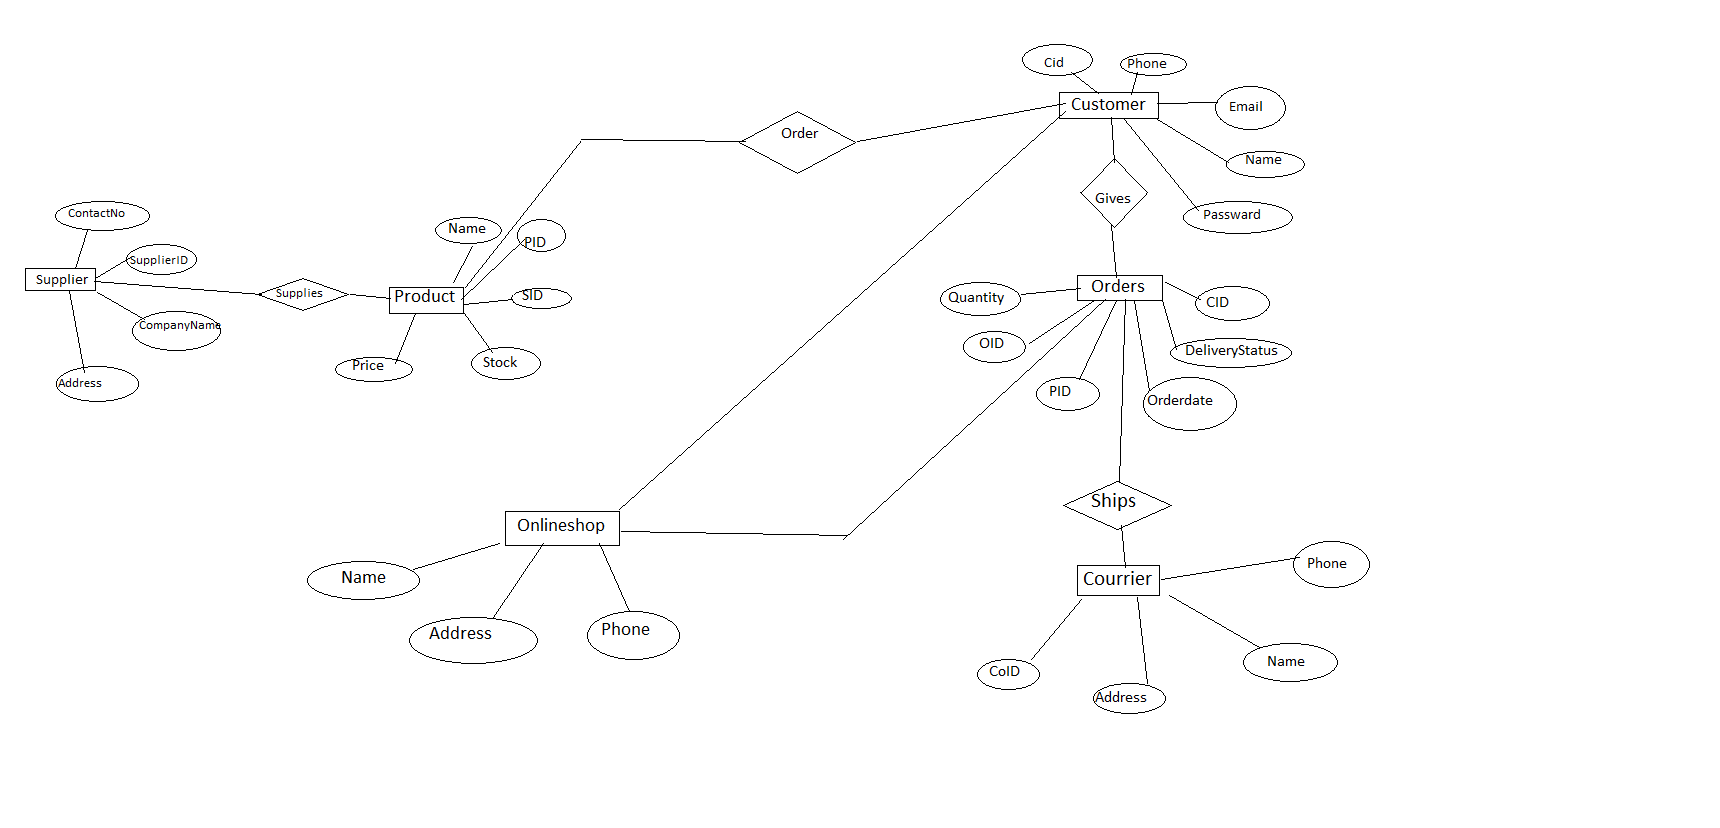 Cid
Phone
Customer
Email
Order
Name
Gives
Passward
ContactNo
SupplierID
Supplier
Supplies
CompanyName
Address
Name
PID
Product
SID
Price
Stock
Orders
Quantity
CID
OID
DeliveryStatus
PID
Orderdate
Ships
Onlineshop
Name
Address
Phone
Courrier
Phone
CoID
Address
Name